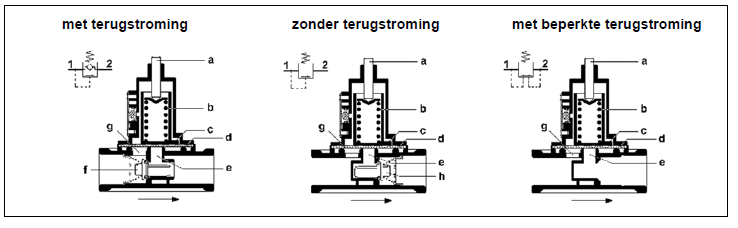 met terugstroming
zonder terugstroming
met beperkte terugstroming
1 2
a
b
c
d
g
f
e
1 2
a
b
c
d
g
e
h
1 2
a
b
c
d
g
e